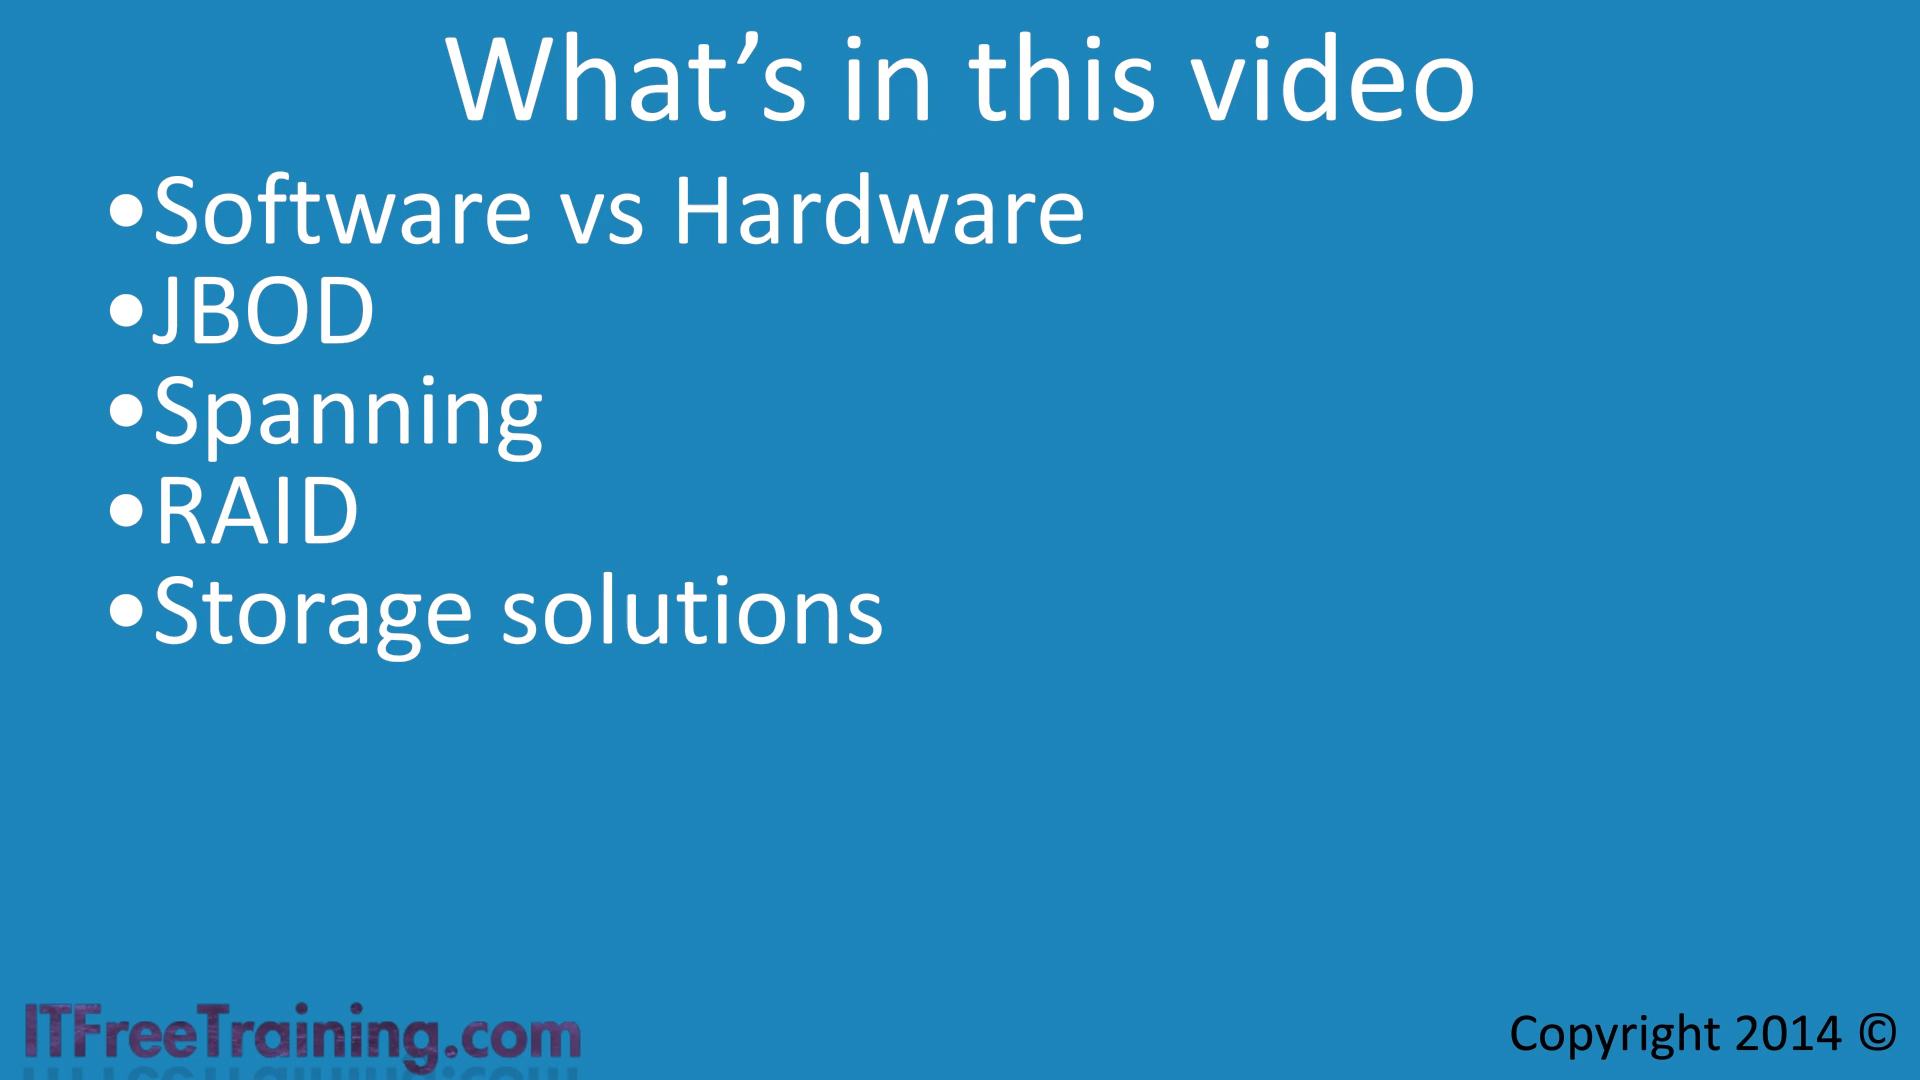 What’s in this video
•Software vs Hardware
•JBOD
•Spanning
•RAID
•Storage solutions
ITFreeTraining.com
Copyright 2014 ©